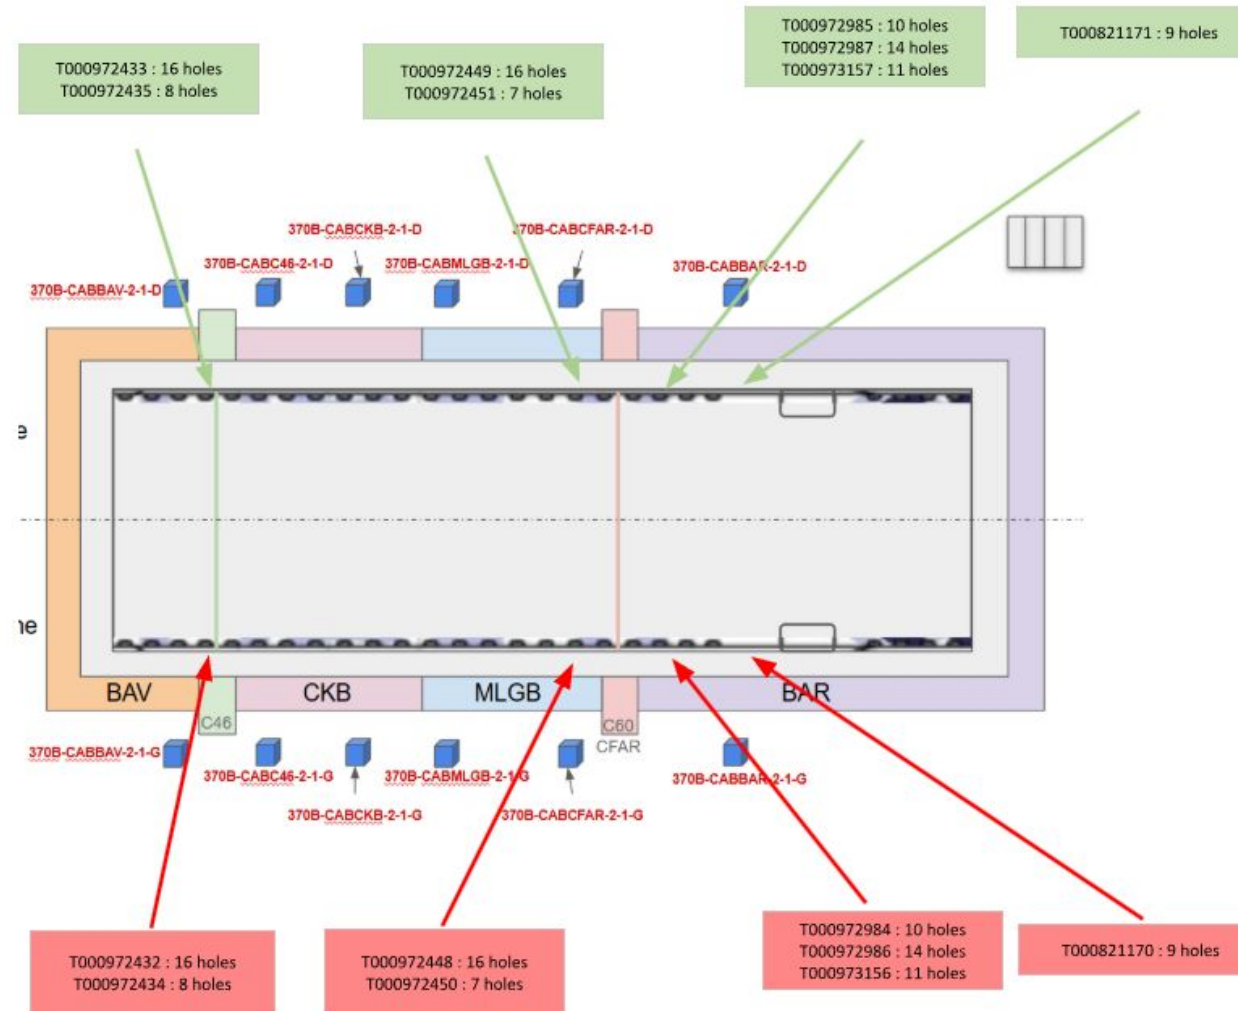 T000972433 : 16 holes
T000972435 : 8 holes
T000972449 : 16 holes
T000972451 : 7 holes
T000972985 : 10 holes
T000972987 : 14 holes
T000973157 : 11 holes
T000821171 : 9 holes
370B-CABCKB-2-1-D
370B-CABCFAR-2-1-D
370B-CABC46-2-1-D
370B-CABMLGB-2-1-D
370B-CABBAR-2-1-D
370B-CABBAV-2-1-D
e
ne
BAV
CKB
MLGB
BAR
C46
C60
CFAR
370B-CABBAV-2-1-G
370B-CABC46-2-1-G
370B-CABMLGB-2-1-G
370B-CABBAR-2-1-G
370B-CABCKB-2-1-G
370B-CABCFAR-2-1-G
T000972432 : 16 holes
T000972434 : 8 holes
T000972448 : 16 holes
T000972450 : 7 holes
T000972984 : 10 holes
T000972986 : 14 holes
T000973156 : 11 holes
T000821170 : 9 holes